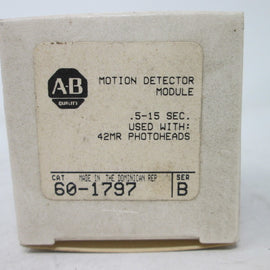 A·B
QUALITY
MOTION DETECTOR
MODULE
.5-15 SEC.
USED WITH:
42MR PHOTOHEADS
CAT MADE IN THE DOMINICAN REP SER
60-1797 B